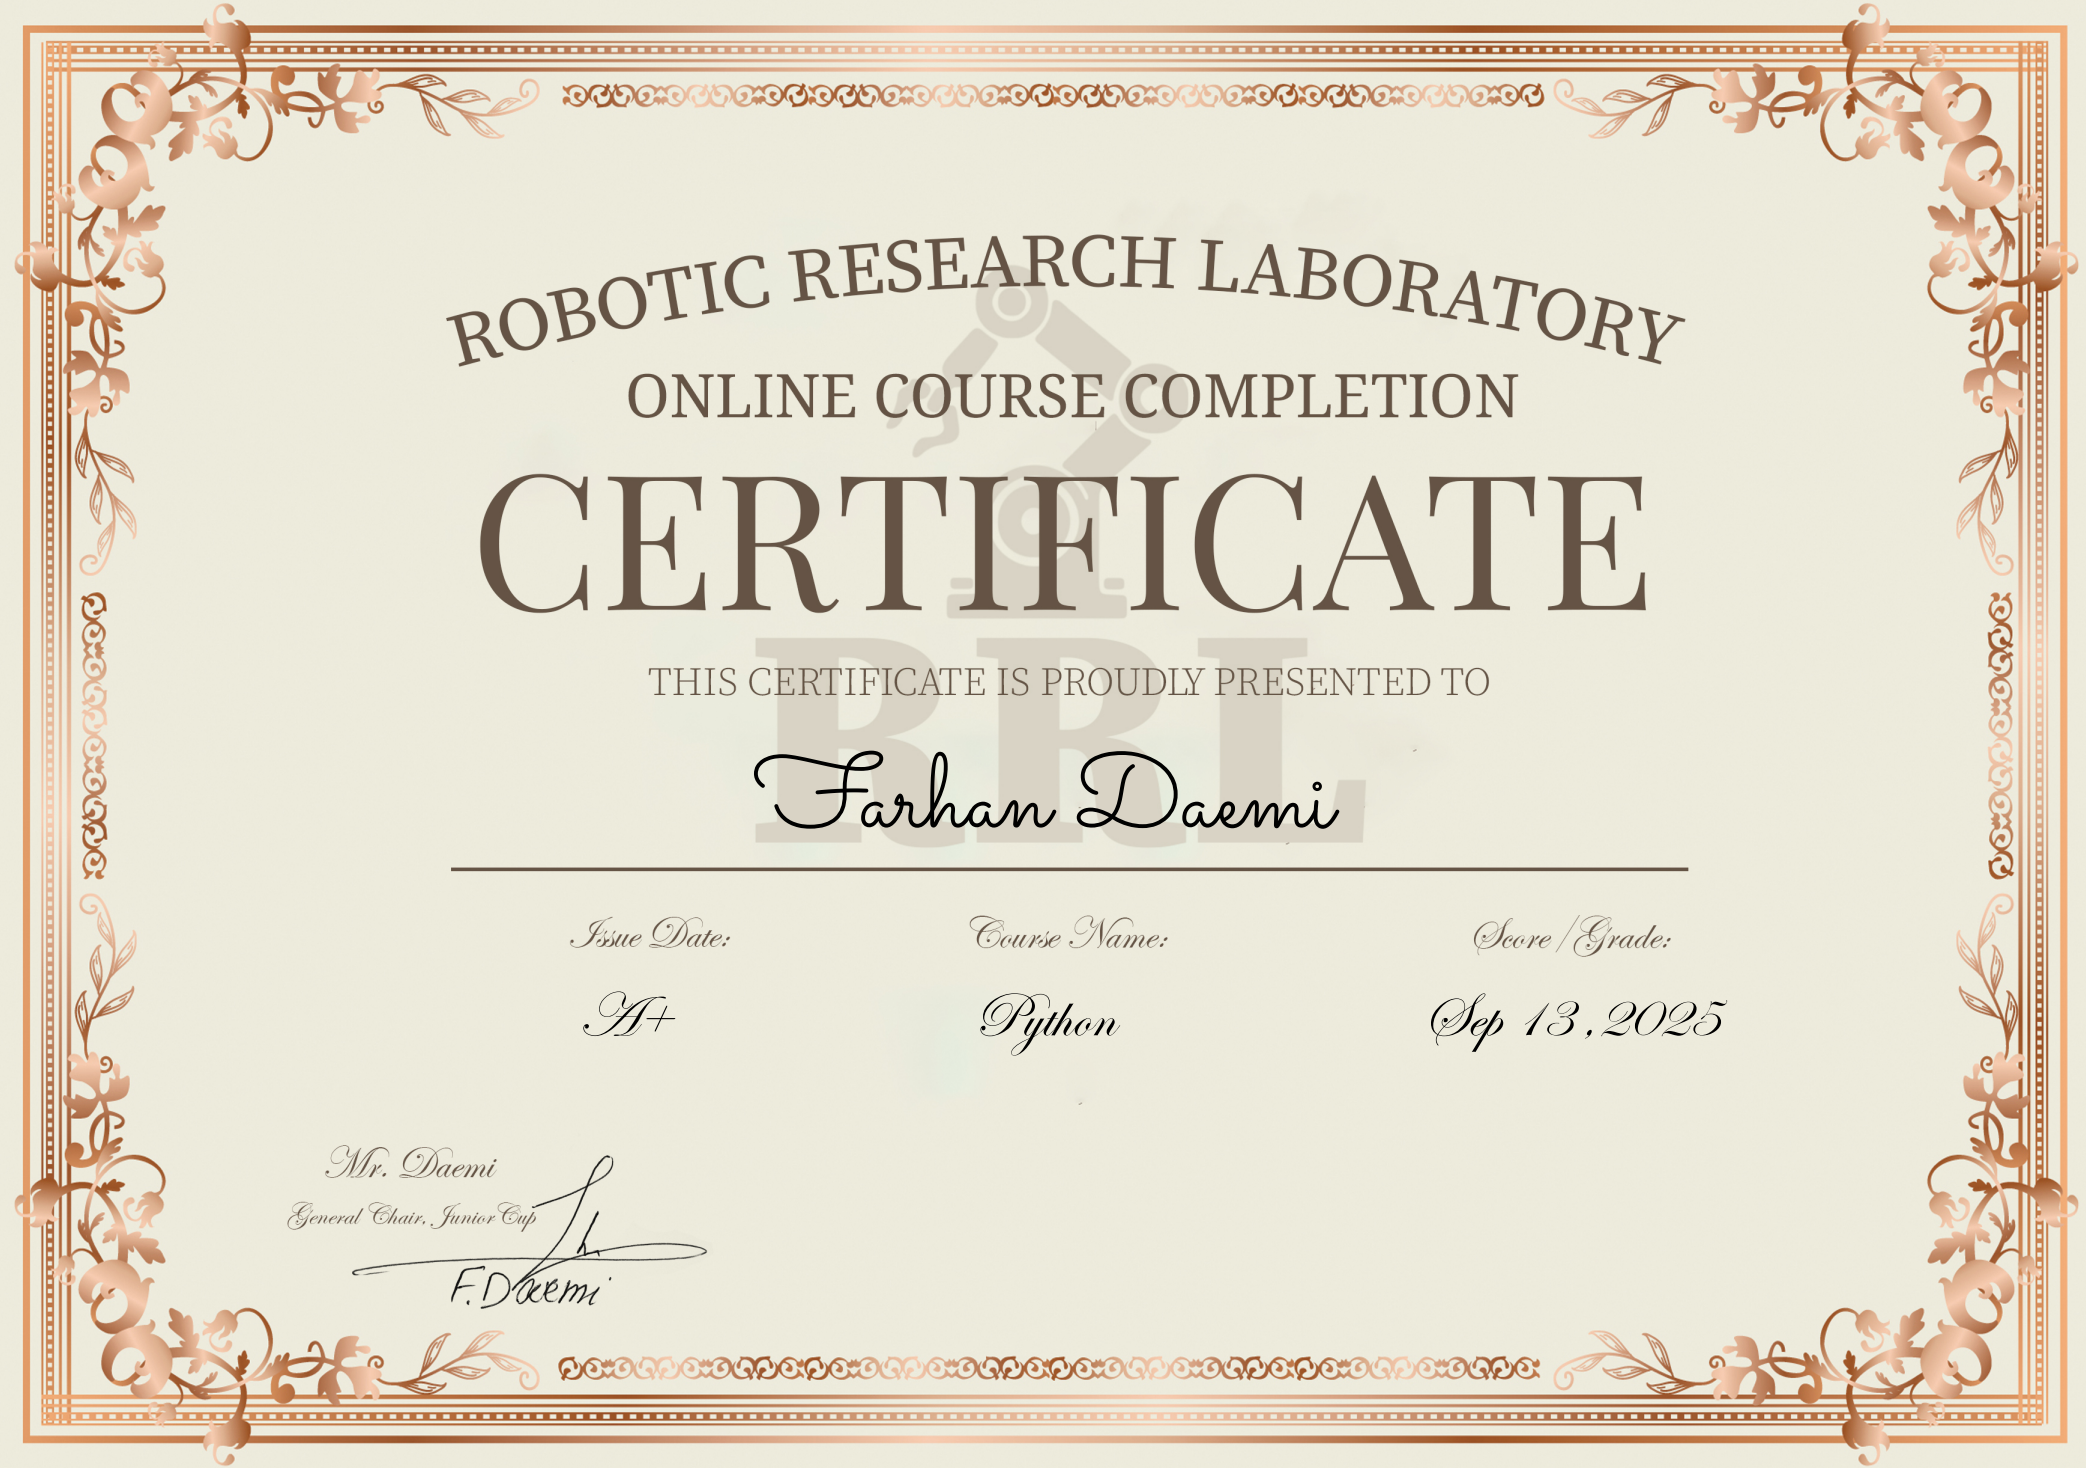 ROBOTIC RESEARCH LABORATORY
ONLINE COURSE COMPLETION
CERTIFICATE
RRL
THIS CERTIFICATE IS PROUDLY PRESENTED TO
Farhan Daemi
Issue Date: Course Name: Score/Grade:
A+ Python Sep 13,2025
Mr. Daemi
General Chair, Junior Cup
F.Daemi